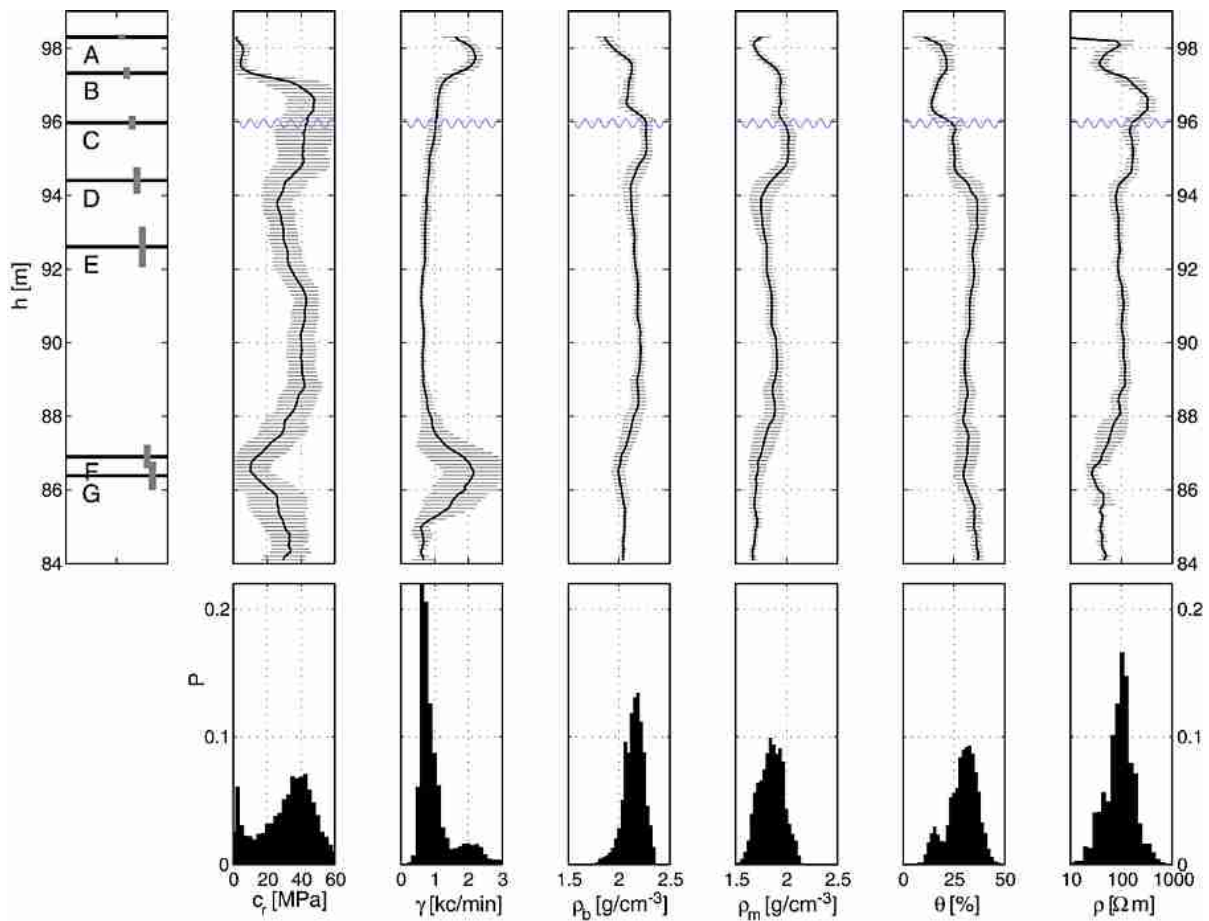 98
96
94
92
90
88
86
84
h [m]
A
B
C
D
E
F
G
98
96
94
92
90
88
86
84
0.2
0.1
0
P
0.2
0.1
0
0 20 40 60
c_r [MPa]
0 1 2 3
γ [kc/min]
1.5 2 2.5
ρ_b [g/cm⁻³]
1.5 2 2.5
ρ_m [g/cm⁻³]
0 25 50
θ [%]
10 100 1000
ρ [Ω m]